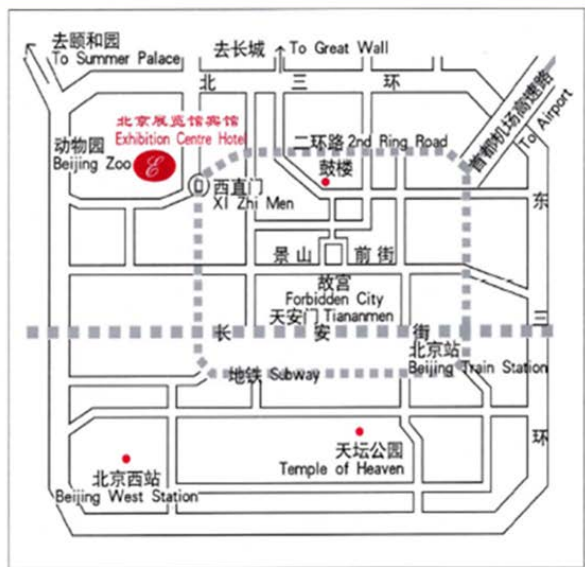 去颐和园
To Summer Palace
去长城
To Great Wall
北三环
首都机场高速路
To Airport
北京展览馆宾馆
Exhibition Centre Hotel
动物园
Beijing Zoo
E
二环路 2nd Ring Road
鼓楼
西直门
XI Zhi Men
东三环
景山前街
故宫
Forbidden City
天安门 Tiananmen
长安街
北京站
Beijing Train Station
地铁 Subway
天坛公园
Temple of Heaven
北京西站
Beijing West Station